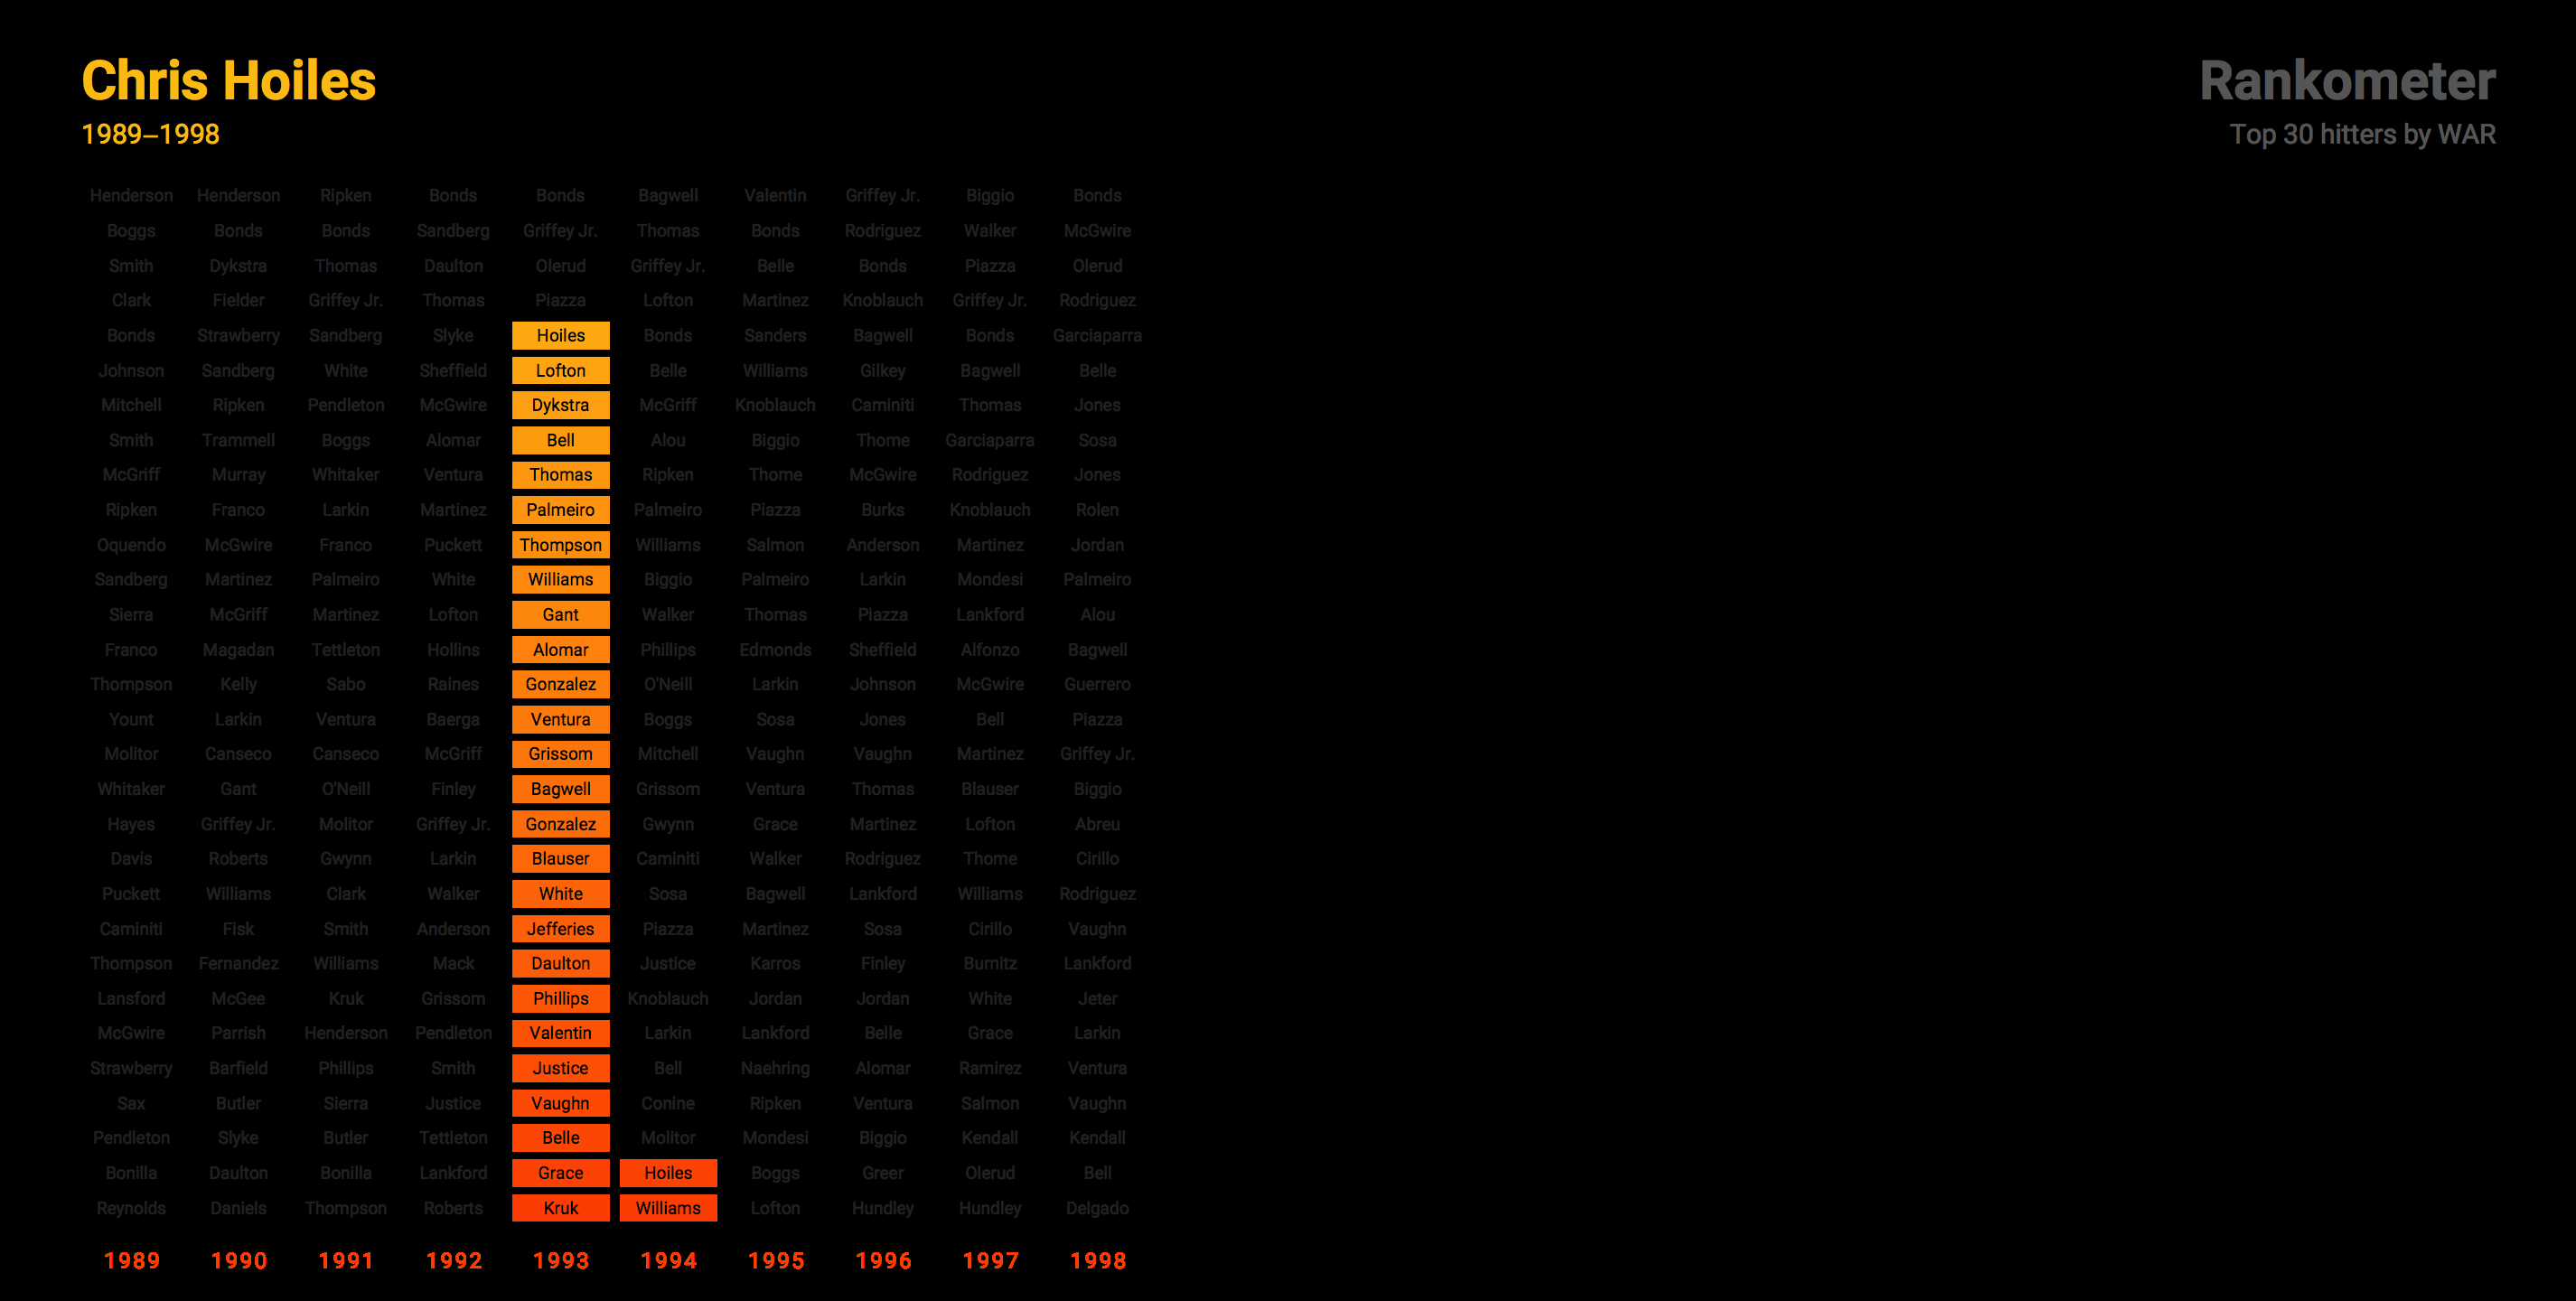 Chris Hoiles
1989–1998
Rankometer
Top 30 hitters by WAR
Henderson Henderson Ripken Bonds Bonds Bagwell Valentin Griffey Jr. Biggio Bonds
Boggs Bonds Bonds Sandberg Griffey Jr. Thomas Bonds Rodriguez Walker McGwire
Smith Dykstra Thomas Daulton Olerud Griffey Jr. Belle Bonds Piazza Olerud
Clark Fielder Griffey Jr. Thomas Piazza Lofton Martinez Knoblauch Griffey Jr. Rodriguez
Bonds Strawberry Sandberg Slyke Hoiles Bonds Sanders Bagwell Bonds Garciaparra
Johnson Sandberg White Sheffield Lofton Belle Williams Gilkey Bagwell Belle
Mitchell Ripken Pendleton McGwire Dykstra McGriff Knoblauch Caminiti Thomas Jones
Smith Trammell Boggs Alomar Bell Alou Biggio Thome Garciaparra Sosa
McGriff Murray Whitaker Ventura Thomas Ripken Thome McGwire Rodriguez Jones
Ripken Franco Larkin Martinez Palmeiro Palmeiro Piazza Burks Knoblauch Rolen
Oquendo McGwire Franco Puckett Thompson Williams Salmon Anderson Martinez Jordan
Sandberg Martinez Palmeiro White Williams Biggio Palmeiro Larkin Mondesi Palmeiro
Sierra McGriff Martinez Lofton Gant Walker Thomas Piazza Lankford Alou
Franco Magadan Tettleton Hollins Alomar Phillips Edmonds Sheffield Alfonzo Bagwell
Thompson Kelly Sabo Raines Gonzalez O'Neill Larkin Johnson McGwire Guerrero
Yount Larkin Ventura Baerga Ventura Boggs Sosa Jones Bell Piazza
Molitor Canseco Canseco McGriff Grissom Mitchell Vaughn Vaughn Martinez Griffey Jr.
Whitaker Gant O'Neill Finley Bagwell Grissom Ventura Thomas Blauser Biggio
Hayes Griffey Jr. Molitor Griffey Jr. Gonzalez Gwynn Grace Martinez Lofton Abreu
Davis Roberts Gwynn Larkin Blauser Caminiti Walker Rodriguez Thome Cirillo
Puckett Williams Clark Walker White Sosa Bagwell Lankford Williams Rodriguez
Caminiti Fisk Smith Anderson Jefferies Piazza Martinez Sosa Cirillo Vaughn
Thompson Fernandez Williams Mack Daulton Justice Karros Finley Burnitz Lankford
Lansford McGee Kruk Grissom Phillips Knoblauch Jordan Jordan White Jeter
McGwire Parrish Henderson Pendleton Valentin Larkin Lankford Belle Grace Larkin
Strawberry Barfield Phillips Smith Justice Bell Naehring Alomar Ramirez Ventura
Sax Butler Sierra Justice Vaughn Conine Ripken Ventura Salmon Vaughn
Pendleton Slyke Butler Tettleton Belle Molitor Mondesi Biggio Kendall Kendall
Bonilla Daulton Bonilla Lankford Grace Hoiles Boggs Greer Olerud Bell
Reynolds Daniels Thompson Roberts Kruk Williams Lofton Hundley Hundley Delgado
1989 1990 1991 1992 1993 1994 1995 1996 1997 1998